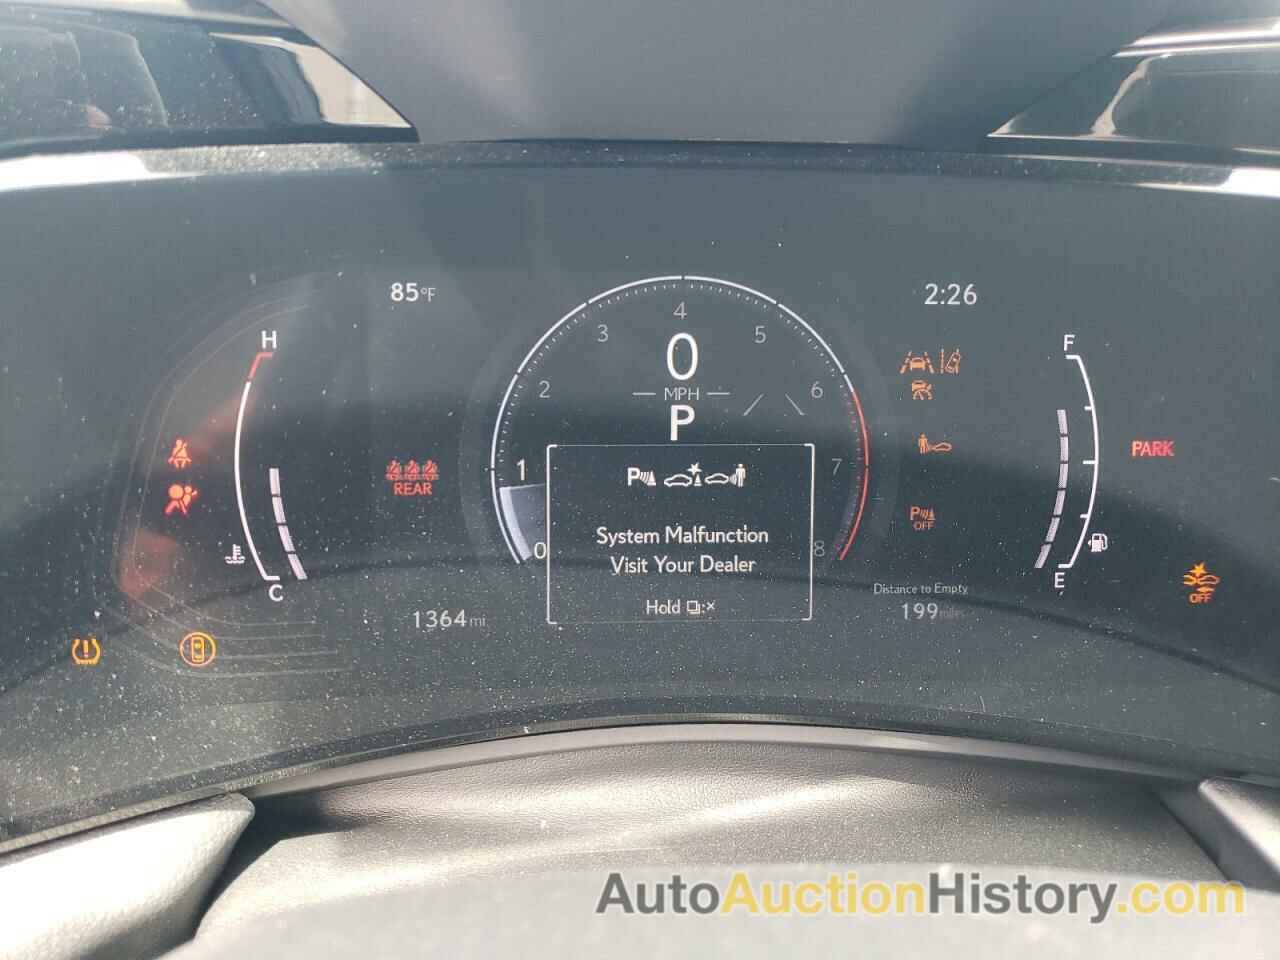 85°F
2:26
H
4
3
5
0
F
2
MPH
6
P
1
7
REAR
PARK
P
System Malfunction
Visit Your Dealer
0
8
P
OFF
C
E
Hold :×
Distance to Empty
199 miles
OFF
1364 mi
AutoAuctionHistory.com